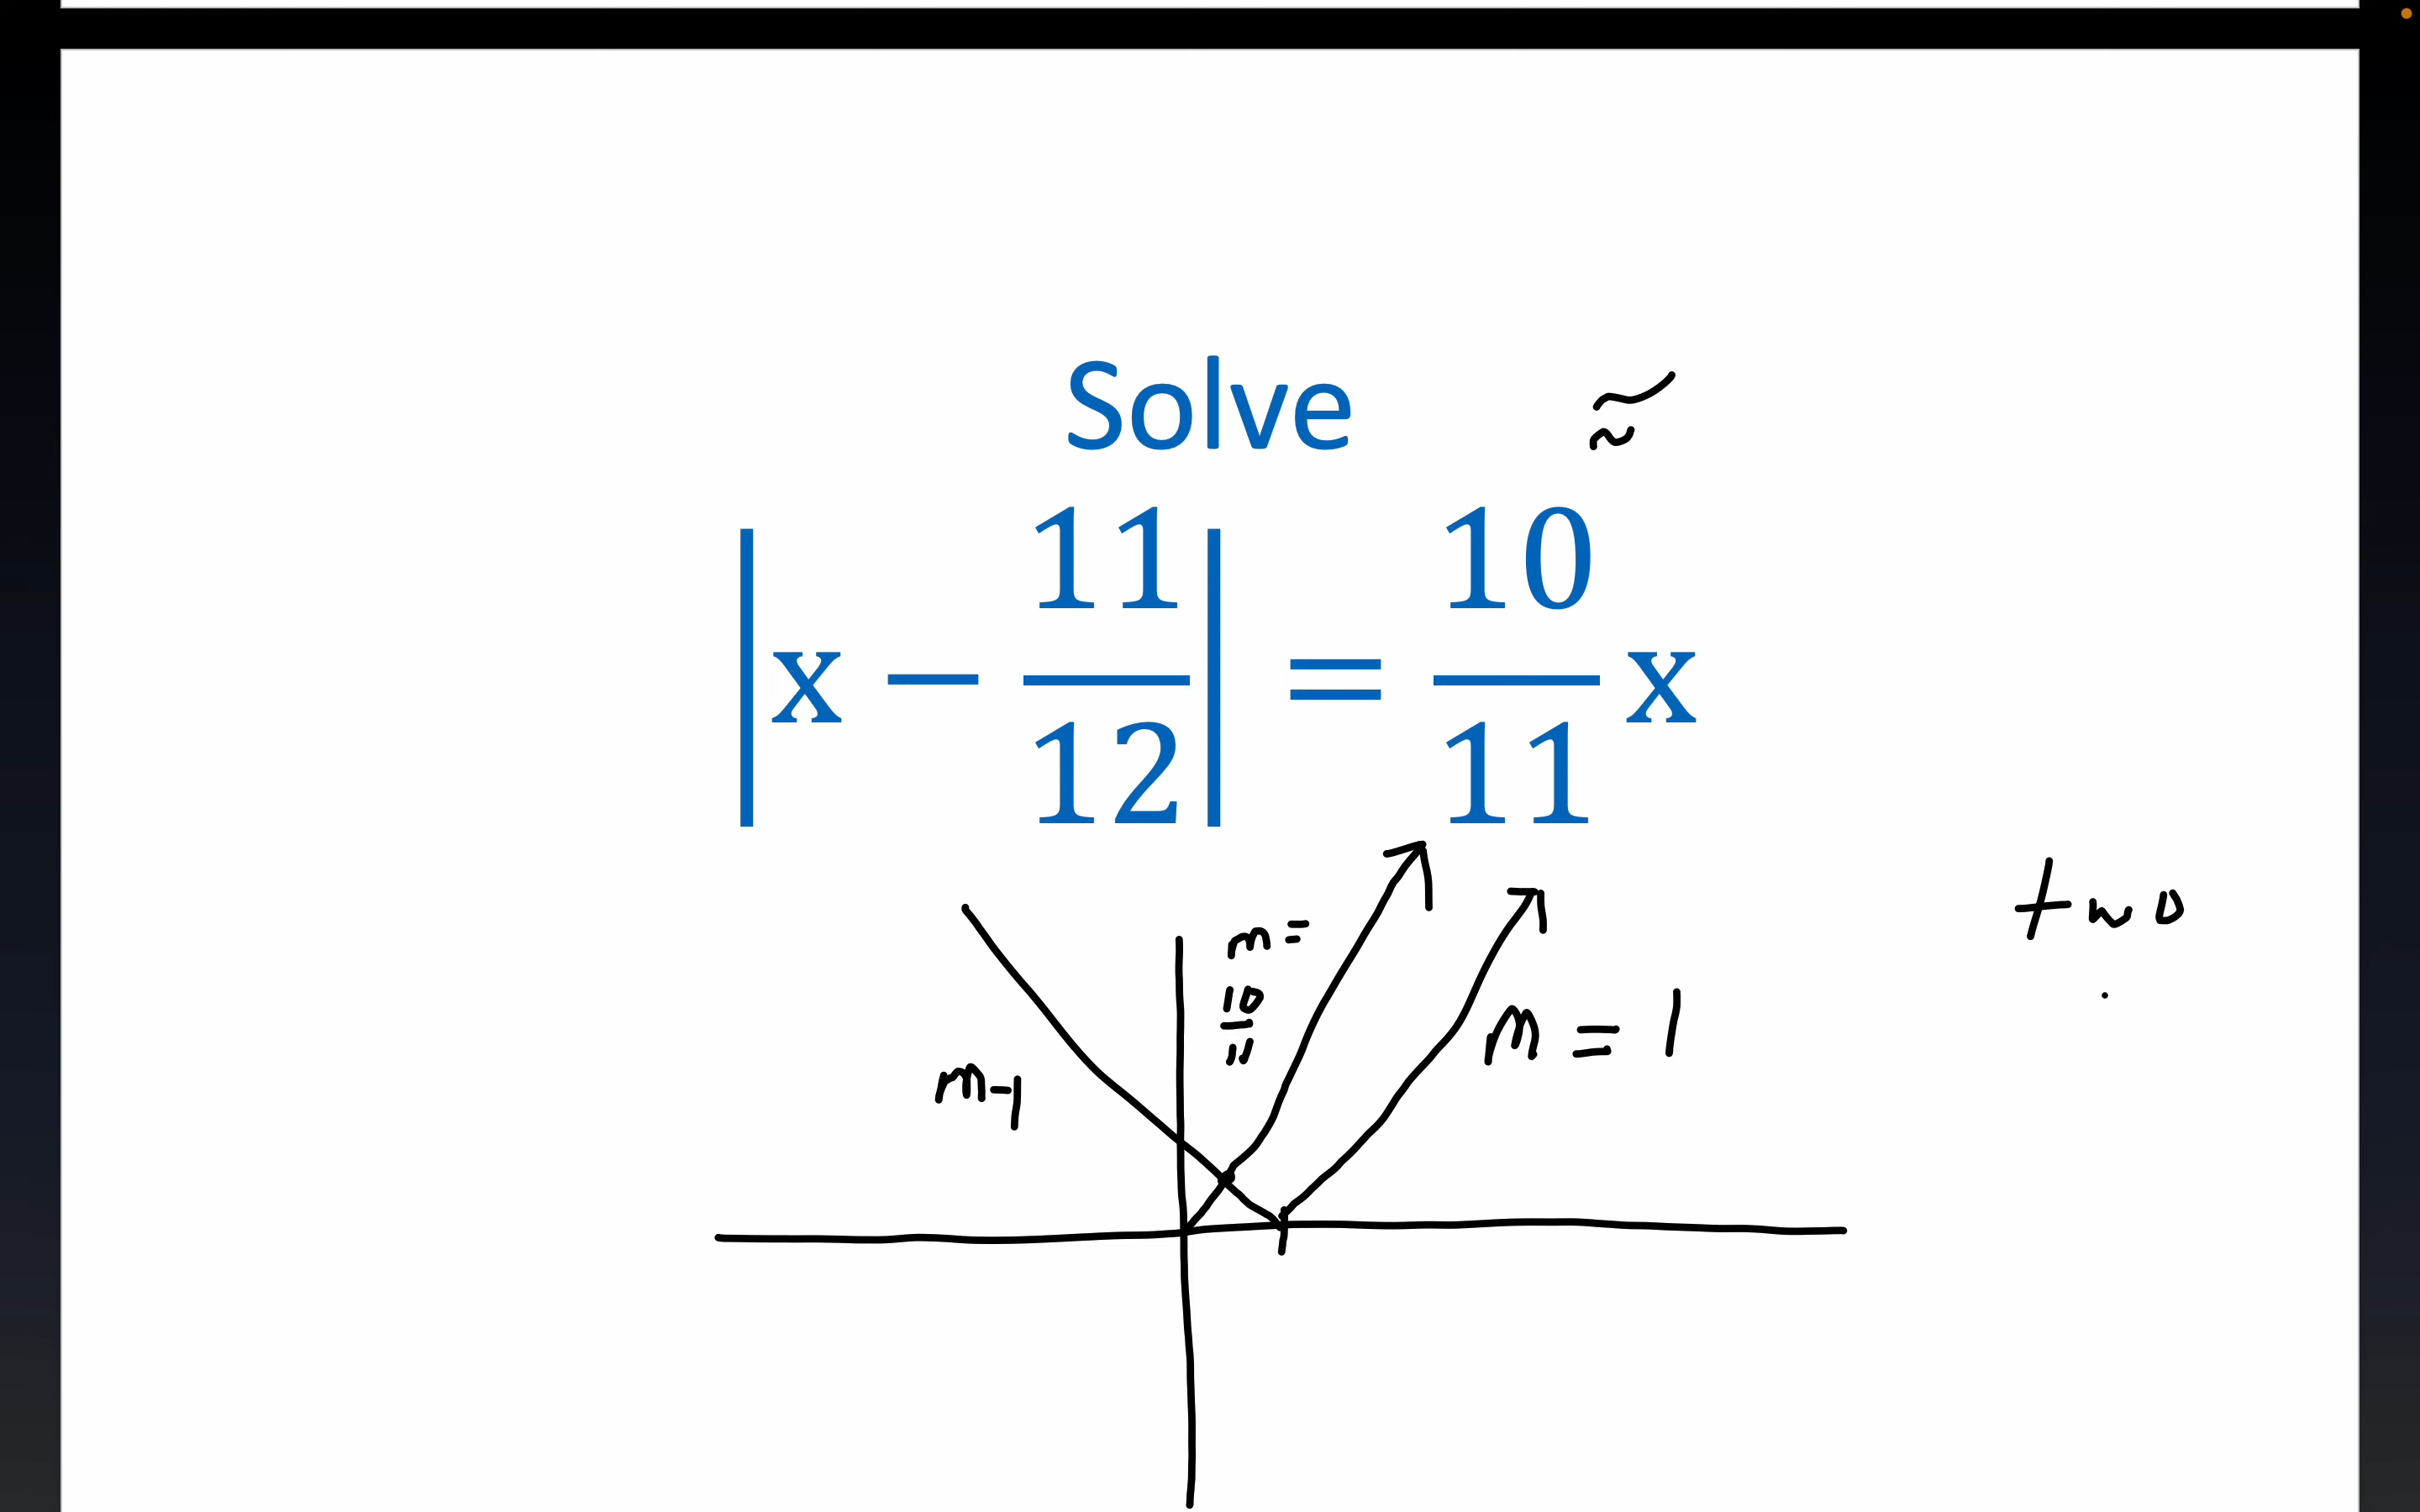 Solve
|x − 11/12| = 10/11 x
two
m =
10
11
m = 1
m-1